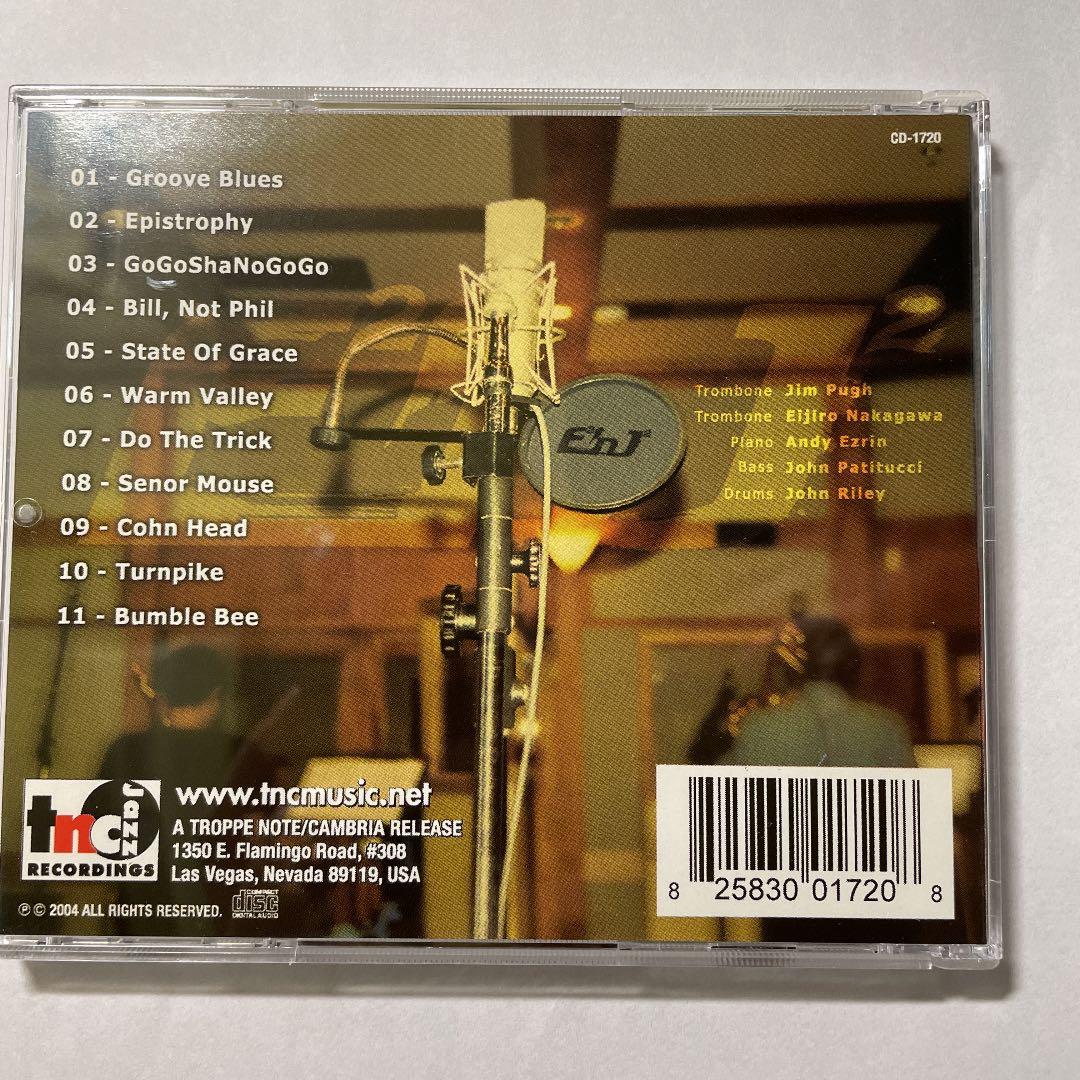 CD-1720
01 - Groove Blues
02 - Epistrophy
03 - GoGoShaNoGoGo
04 - Bill, Not Phil
05 - State Of Grace
06 - Warm Valley
07 - Do The Trick
08 - Senor Mouse
09 - Cohn Head
10 - Turnpike
11 - Bumble Bee
Trombone Jim Pugh
Trombone Eijiro Nakagawa
Piano Andy Ezrin
Bass John Patitucci
Drums John Riley
tnc Jazz
RECORDINGS
www.tncmusic.net
A TROPPE NOTE/CAMBRIA RELEASE
1350 E. Flamingo Road, #308
Las Vegas, Nevada 89119, USA
℗ © 2004 ALL RIGHTS RESERVED.
COMPACT
disc
DIGITAL AUDIO
8 25830 01720 8